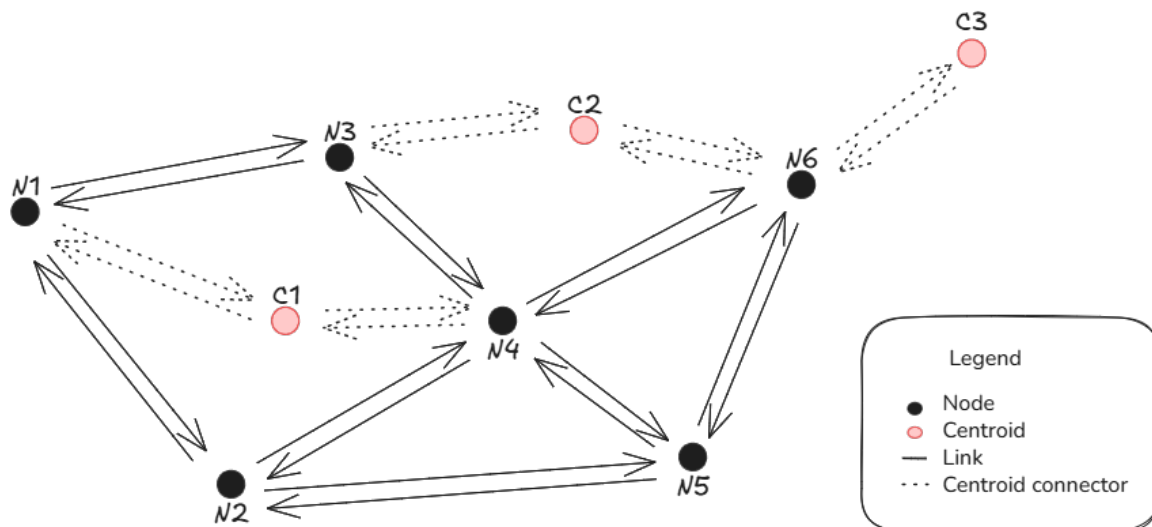 C3
C2
N3
N6
N1
C1
N4
N5
N2
Legend
Node
Centroid
Link
Centroid connector